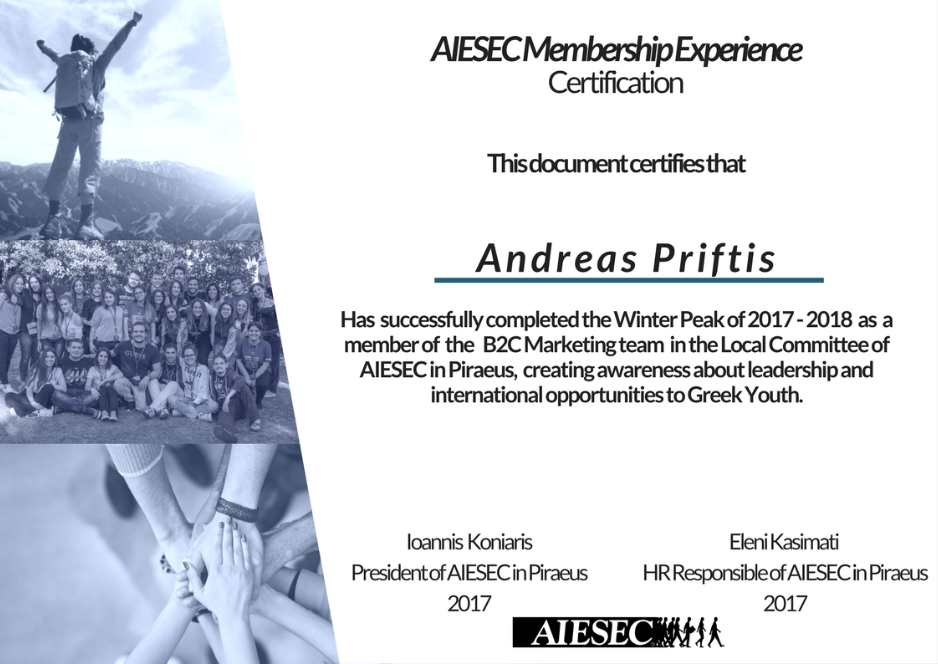 AIESEC Membership Experience
Certification
This document certifies that
Andreas Priftis
Has successfully completed the Winter Peak of 2017 - 2018 as a
member of the B2C Marketing team in the Local Committee of
AIESEC in Piraeus, creating awareness about leadership and
international opportunities to Greek Youth.
Ioannis Koniaris
President of AIESEC in Piraeus
2017
Eleni Kasimati
HR Responsible of AIESEC in Piraeus
2017
AIESEC